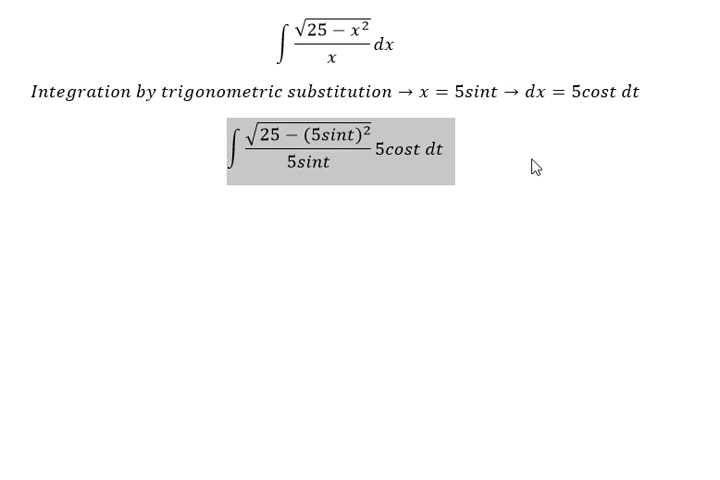 ∫ √(25 − x²) / x dx
Integration by trigonometric substitution → x = 5sint → dx = 5cost dt
∫ √(25 − (5sint)²) / 5sint 5cost dt